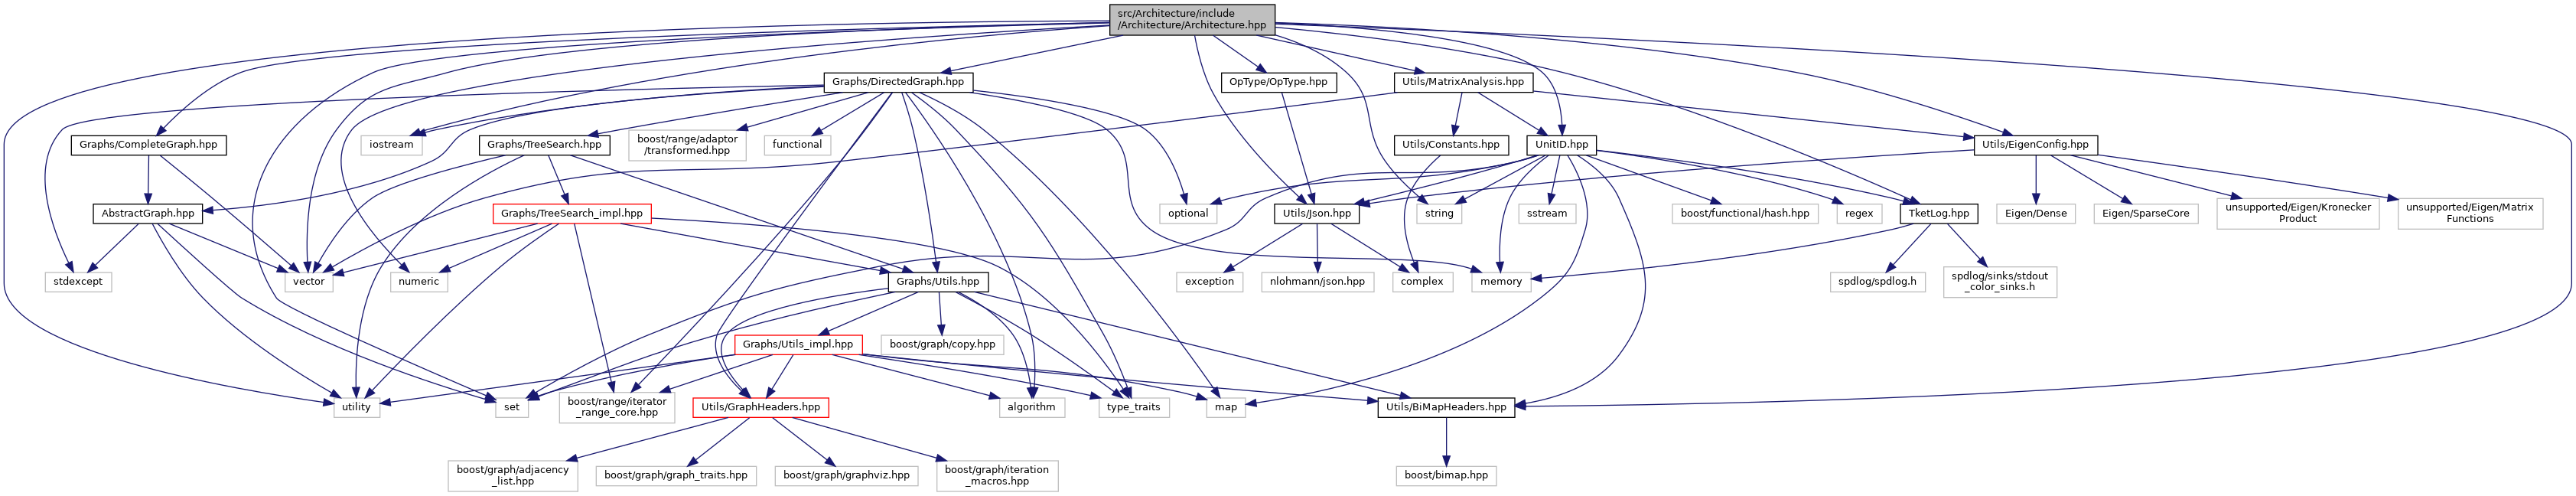 src/Architecture/include
/Architecture/Architecture.hpp
Graphs/DirectedGraph.hpp
OpType/OpType.hpp
Utils/MatrixAnalysis.hpp
Graphs/CompleteGraph.hpp
iostream
Graphs/TreeSearch.hpp
boost/range/adaptor
/transformed.hpp
functional
Utils/Constants.hpp
UnitID.hpp
Utils/EigenConfig.hpp
AbstractGraph.hpp
Graphs/TreeSearch_impl.hpp
optional
Utils/Json.hpp
string
sstream
boost/functional/hash.hpp
regex
TketLog.hpp
Eigen/Dense
Eigen/SparseCore
unsupported/Eigen/Kronecker
Product
unsupported/Eigen/Matrix
Functions
stdexcept
vector
numeric
Graphs/Utils.hpp
exception
nlohmann/json.hpp
complex
memory
spdlog/spdlog.h
spdlog/sinks/stdout
_color_sinks.h
Graphs/Utils_impl.hpp
boost/graph/copy.hpp
utility
set
boost/range/iterator
_range_core.hpp
Utils/GraphHeaders.hpp
algorithm
type_traits
map
Utils/BiMapHeaders.hpp
boost/graph/adjacency
_list.hpp
boost/graph/graph_traits.hpp
boost/graph/graphviz.hpp
boost/graph/iteration
_macros.hpp
boost/bimap.hpp